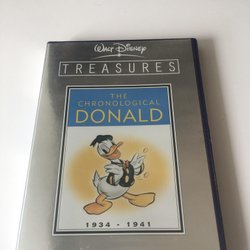 WALT DISNEY
TREASURES
THE
CHRONOLOGICAL
DONALD
1934 - 1941